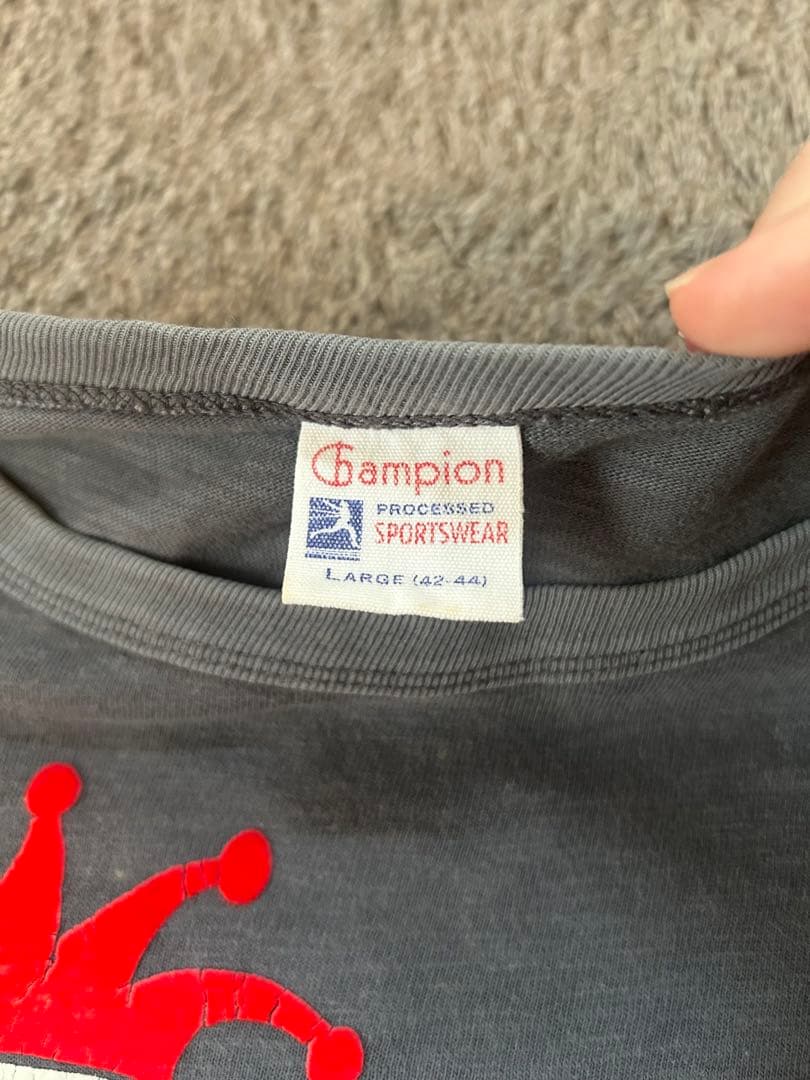 Champion
PROCESSED
SPORTSWEAR
LARGE (42-44)